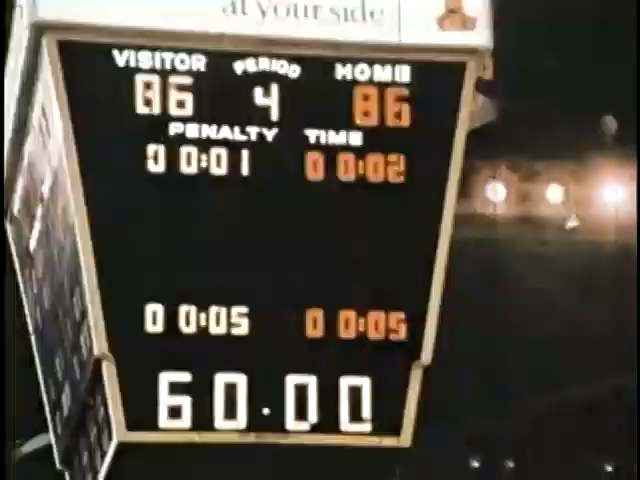 at your side
VISITOR PERIOD HOME
86 4 86
PENALTY TIME
0 0:01 0 0:02
0 0:05 0 0:05
60.00